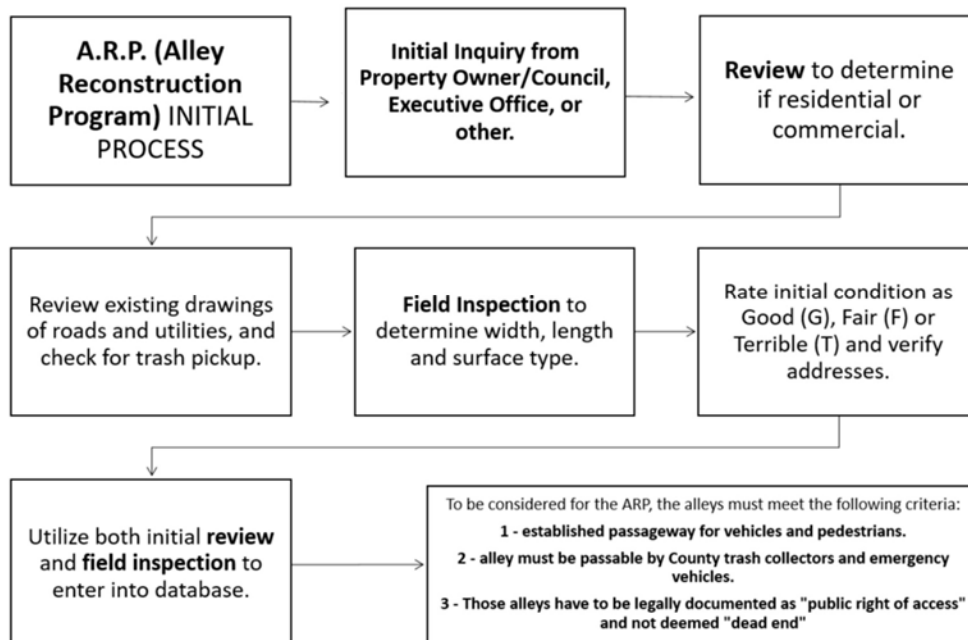 A.R.P. (Alley
Reconstruction
Program) INITIAL
PROCESS
Initial Inquiry from
Property Owner/Council,
Executive Office, or
other.
Review to determine
if residential or
commercial.
Review existing drawings
of roads and utilities, and
check for trash pickup.
Field Inspection to
determine width, length
and surface type.
Rate initial condition as
Good (G), Fair (F) or
Terrible (T) and verify
addresses.
Utilize both initial review
and field inspection to
enter into database.
To be considered for the ARP, the alleys must meet the following criteria:
1 - established passageway for vehicles and pedestrians.
2 - alley must be passable by County trash collectors and emergency
vehicles.
3 - Those alleys have to be legally documented as "public right of access"
and not deemed "dead end"